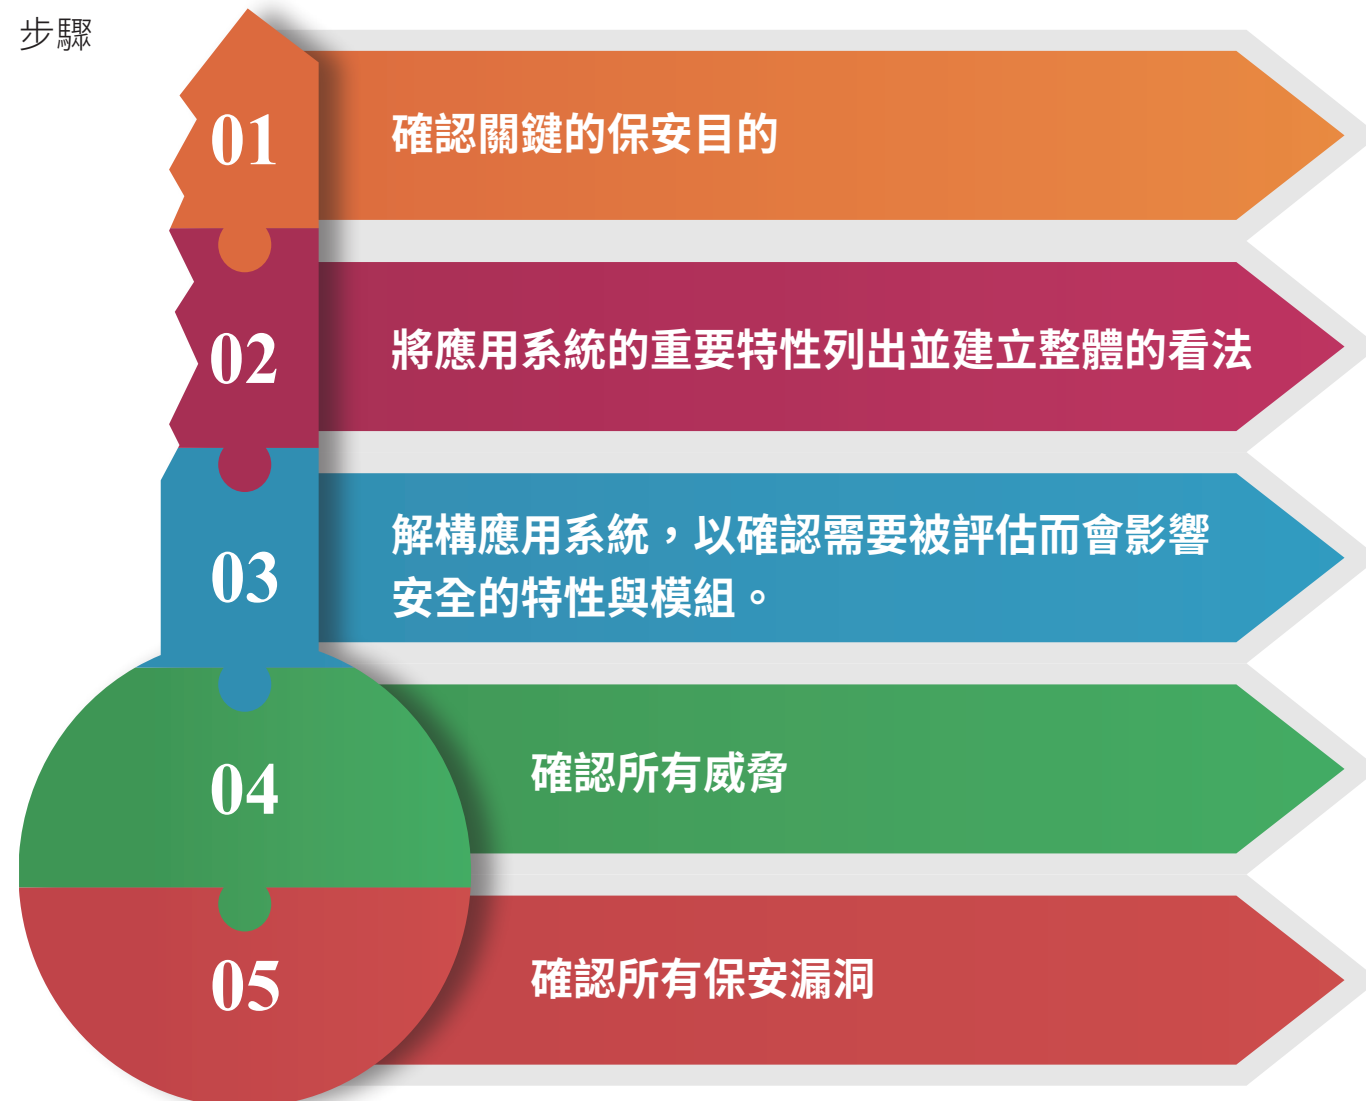 步驟
01
確認關鍵的保安目的
02
將應用系統的重要特性列出並建立整體的看法
03
解構應用系統，以確認需要被評估而會影響
安全的特性與模組。
04
確認所有威脅
05
確認所有保安漏洞